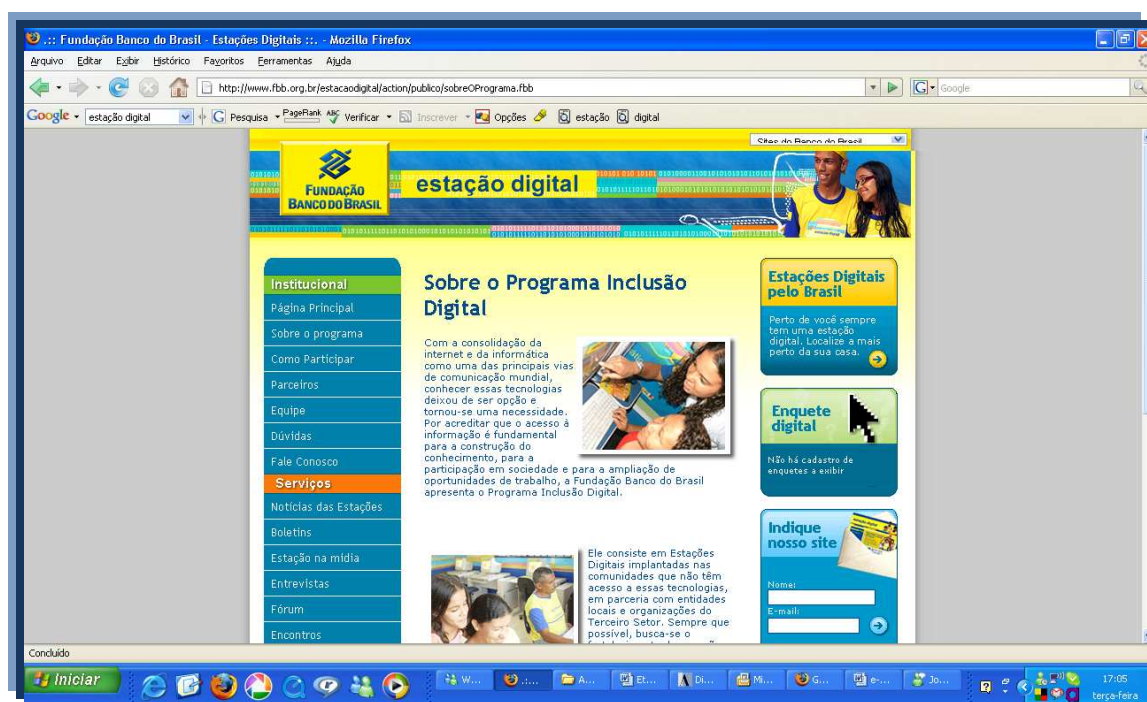 .:: Fundação Banco do Brasil - Estações Digitais ::. - Mozilla Firefox
Arquivo Editar Exibir Histórico Favoritos Ferramentas Ajuda
http://www.fbb.org.br/estacaodigital/action/publico/sobreOPrograma.fbb
Google
Google estação digital Pesquisa PageRank ABC Verificar Inscrever Opções estação digital
Sites do Banco do Brasil
FUNDAÇÃO
BANCO DO BRASIL
estação digital
Institucional
Página Principal
Sobre o programa
Como Participar
Parceiros
Equipe
Dúvidas
Fale Conosco
Serviços
Notícias das Estações
Boletins
Estação na mídia
Entrevistas
Fórum
Encontros
Sobre o Programa Inclusão
Digital
Com a consolidação da
internet e da informática
como uma das principais vias
de comunicação mundial,
conhecer essas tecnologias
deixou de ser opção e
tornou-se uma necessidade.
Por acreditar que o acesso à
informação é fundamental
para a construção do
conhecimento, para a
participação em sociedade e para a ampliação de
oportunidades de trabalho, a Fundação Banco do Brasil
apresenta o Programa Inclusão Digital.
Ele consiste em Estações
Digitais implantadas nas
comunidades que não têm
acesso a essas tecnologias,
em parceria com entidades
locais e organizações do
Terceiro Setor. Sempre que
possível, busca-se o
Estações Digitais
pelo Brasil
Perto de você sempre
tem uma estação
digital. Localize a mais
perto da sua casa.
Enquete
digital
Não há cadastro de
enquetes a exibir
Indique
nosso site
Nome:
E-mail:
Concluído
Iniciar
W...
.:...
A...
Et...
Di...
Mi...
G...
e-...
Jo...
17:05
terça-feira